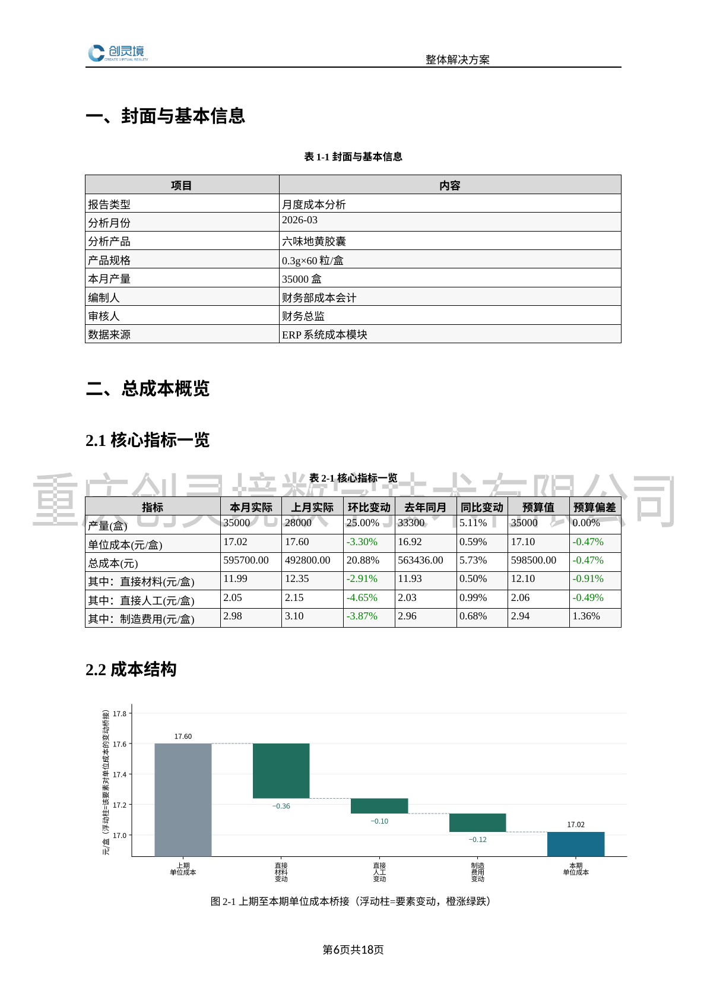 创灵境
CREATE VIRTUAL REALITY
整体解决方案
一、封面与基本信息
表 1-1 封面与基本信息
项目 内容
报告类型 月度成本分析
分析月份 2026-03
分析产品 六味地黄胶囊
产品规格 0.3g×60 粒/盒
本月产量 35000 盒
编制人 财务部成本会计
审核人 财务总监
数据来源 ERP 系统成本模块
二、总成本概览
2.1 核心指标一览
重庆创灵境数字技术有限公司
表 2-1 核心指标一览
指标 本月实际 上月实际 环比变动 去年同月 同比变动 预算值 预算偏差
产量(盒) 35000 28000 25.00% 33300 5.11% 35000 0.00%
单位成本(元/盒) 17.02 17.60 -3.30% 16.92 0.59% 17.10 -0.47%
总成本(元) 595700.00 492800.00 20.88% 563436.00 5.73% 598500.00 -0.47%
其中：直接材料(元/盒) 11.99 12.35 -2.91% 11.93 0.50% 12.10 -0.91%
其中：直接人工(元/盒) 2.05 2.15 -4.65% 2.03 0.99% 2.06 -0.49%
其中：制造费用(元/盒) 2.98 3.10 -3.87% 2.96 0.68% 2.94 1.36%
2.2 成本结构
元/盒（浮动柱=该要素对单位成本的变动桥接）
17.8
17.6
17.4
17.2
17.0
17.60
−0.36
−0.10
−0.12
17.02
上期
单位成本
直接
材料
变动
直接
人工
变动
制造
费用
变动
本期
单位成本
图 2-1 上期至本期单位成本桥接（浮动柱=要素变动，橙涨绿跌）
第6页共18页